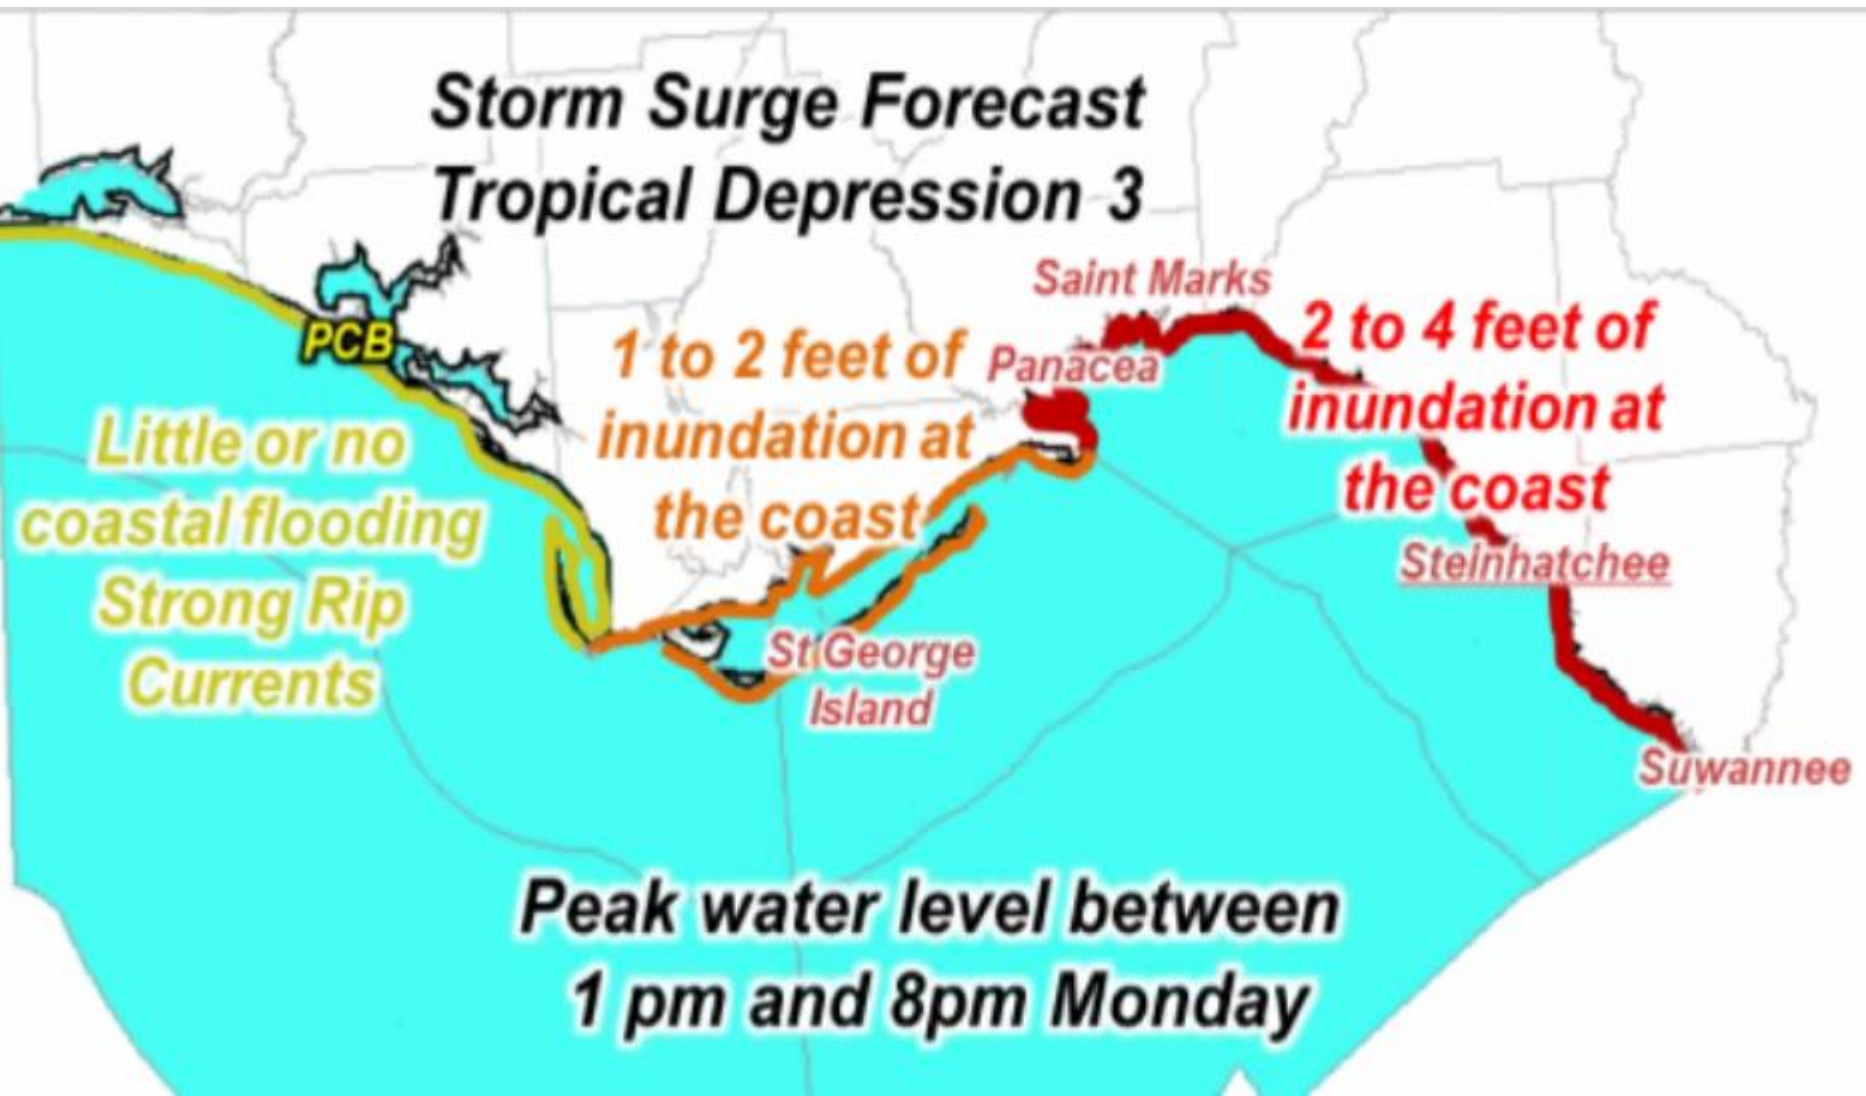 Storm Surge Forecast
Tropical Depression 3
Saint Marks
Panacea
PCB
1 to 2 feet of
inundation at
the coast
2 to 4 feet of
inundation at
the coast
Little or no
coastal flooding
Strong Rip
Currents
Steinhatchee
St George
Island
Suwannee
Peak water level between
1 pm and 8pm Monday